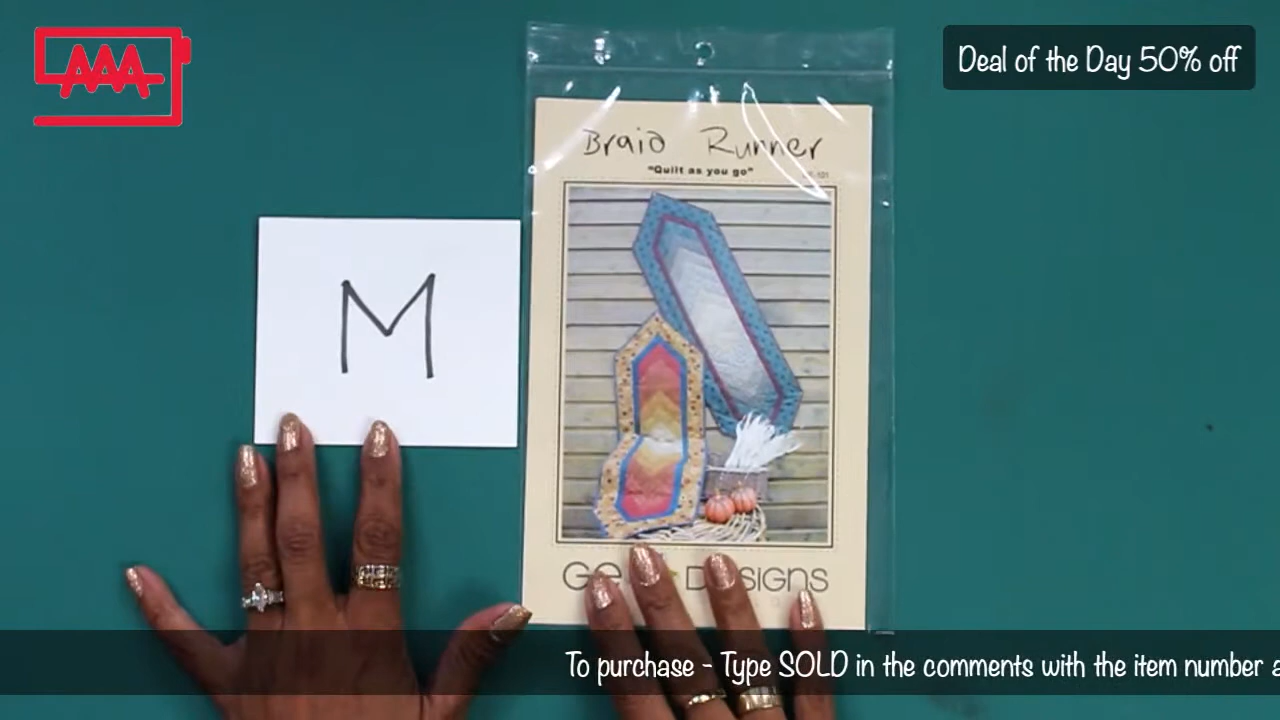 AAA
Deal of the Day 50% off
Braid Runner
"Quilt as you go"
M
Designs
To purchase - Type SOLD in the comments with the item number